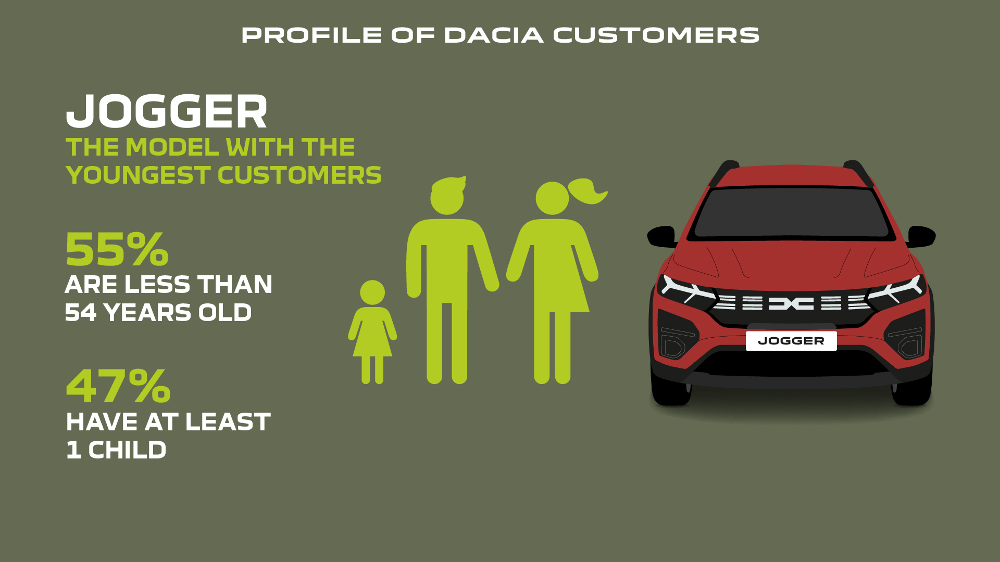 PROFILE OF DACIA CUSTOMERS
JOGGER
THE MODEL WITH THE
YOUNGEST CUSTOMERS
55%
ARE LESS THAN
54 YEARS OLD
47%
HAVE AT LEAST
1 CHILD
JOGGER